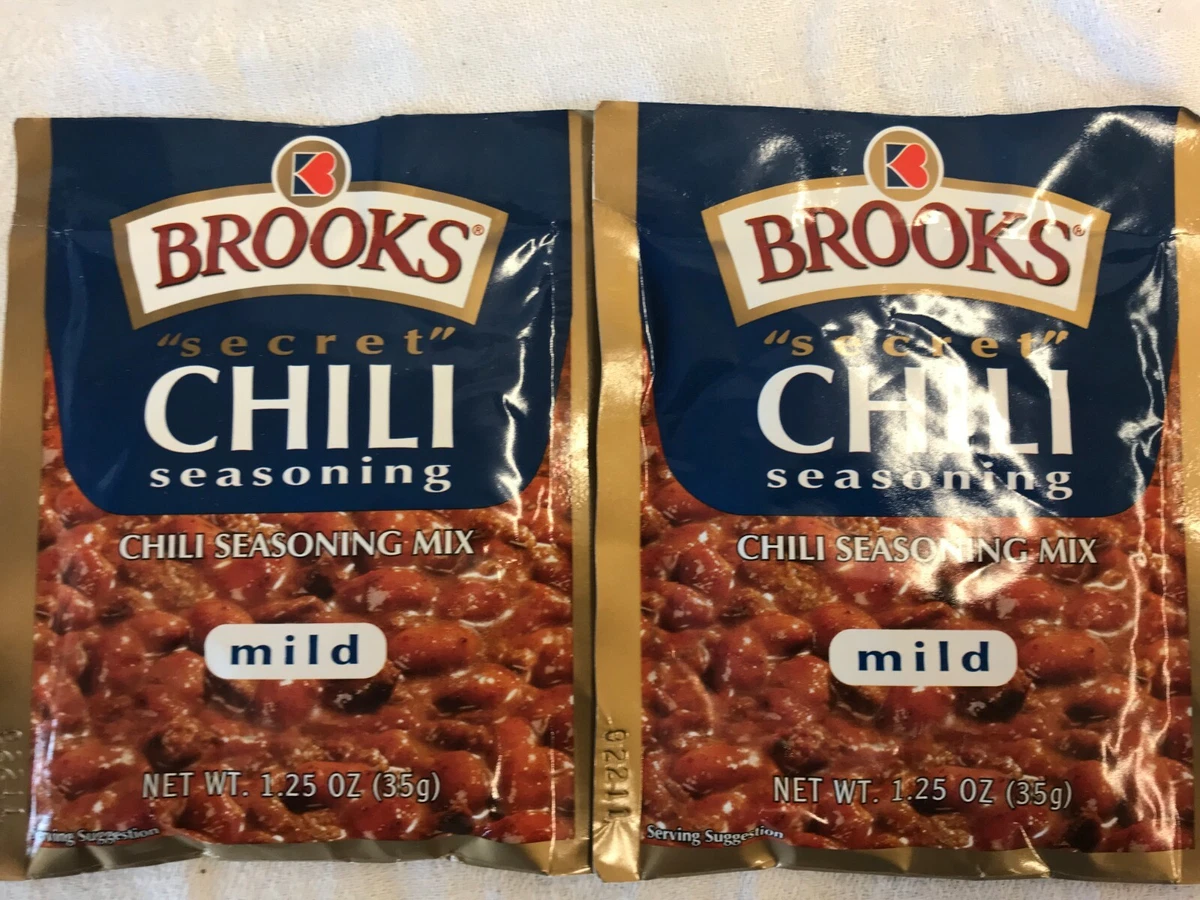 BROOKS®
"secret"
CHILI
seasoning
CHILI SEASONING MIX
mild
NET WT. 1.25 OZ (35g)
Serving Suggestion
BROOKS®
"secret"
CHILI
seasoning
CHILI SEASONING MIX
mild
NET WT. 1.25 OZ (35g)
Serving Suggestion